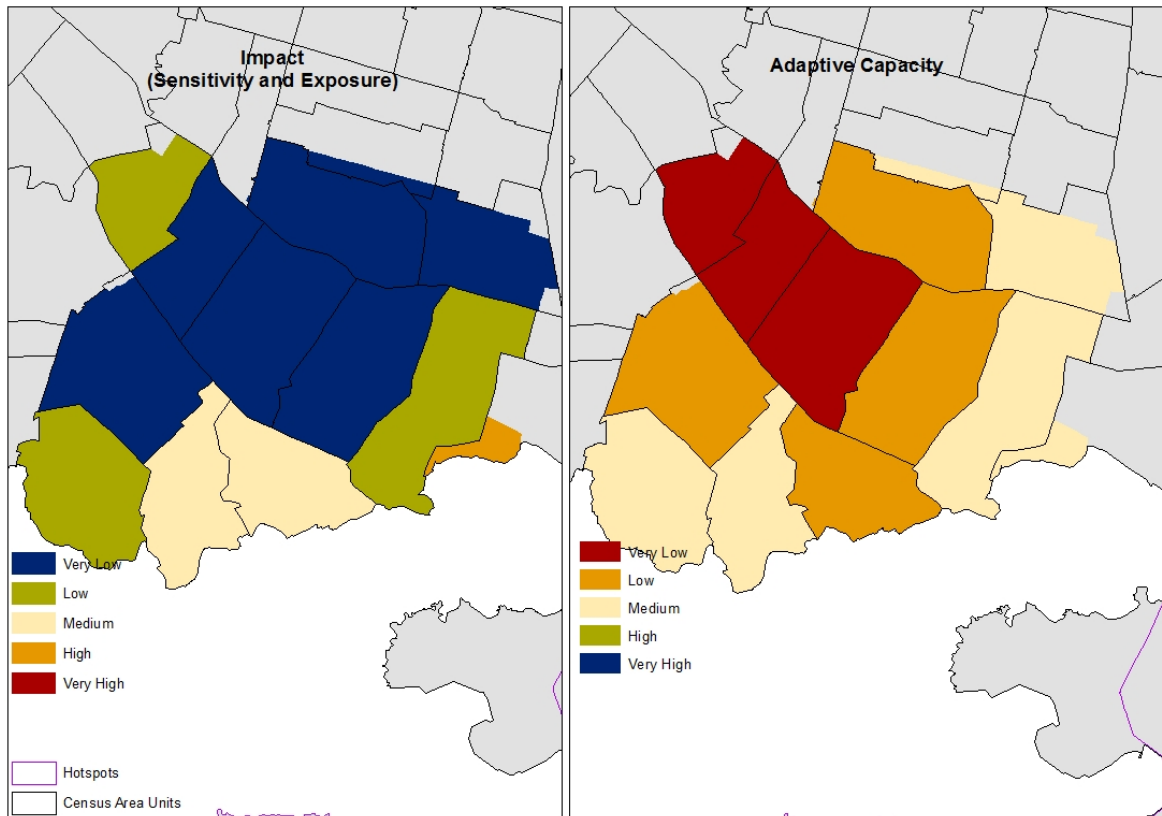 Impact
(Sensitivity and Exposure)
Very Low
Low
Medium
High
Very High
Hotspots
Census Area Units
Adaptive Capacity
Very Low
Low
Medium
High
Very High